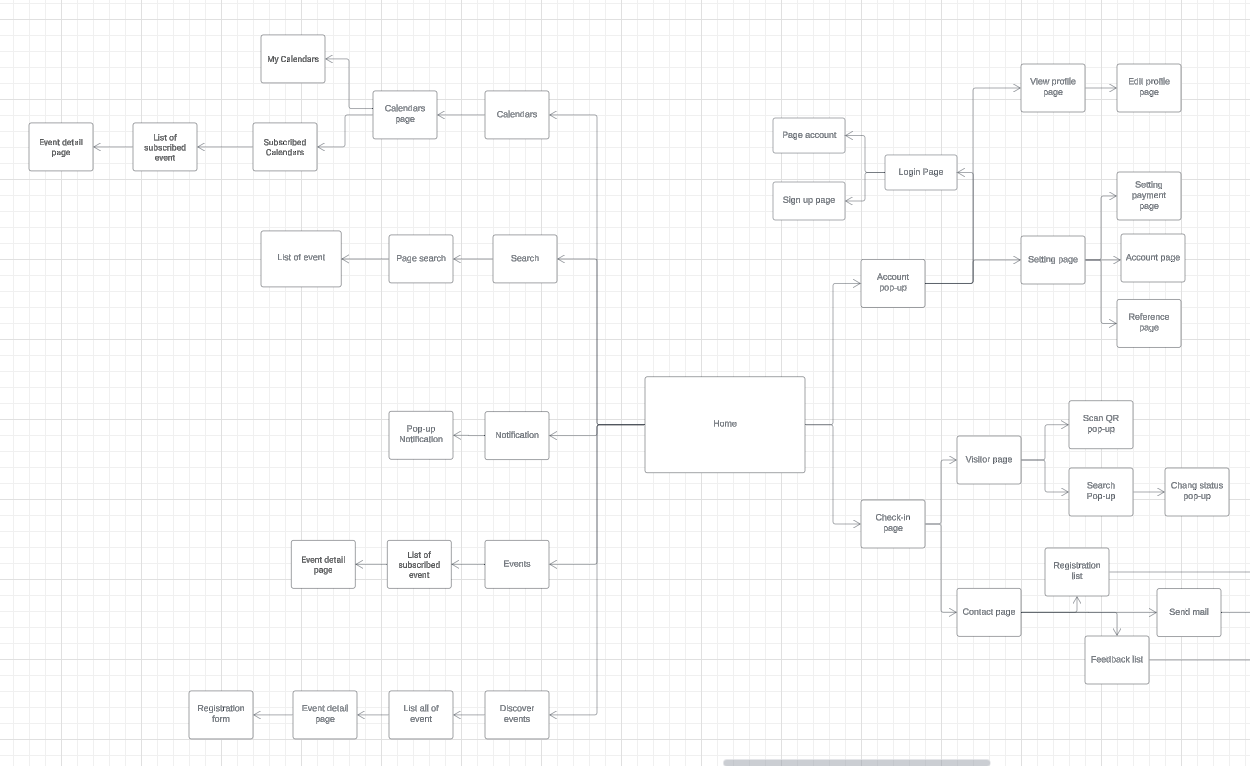 My Calendars
Calendars
page
Calendars
Event detail
page
List of
subscribed
event
Subscribed
Calendars
List of event
Page search
Search
Pop-up
Notification
Notification
Event detail
page
List of
subscribed
event
Events
Registration
form
Event detail
page
List all of
event
Discover
events
Home
Page account
Sign up page
Login Page
View profile
page
Edit profile
page
Account
pop-up
Setting page
Setting
payment
page
Account page
Reference
page
Check-in
page
Visitor page
Scan QR
pop-up
Search
Pop-up
Chang status
pop-up
Contact page
Registration
list
Send mail
Feedback list